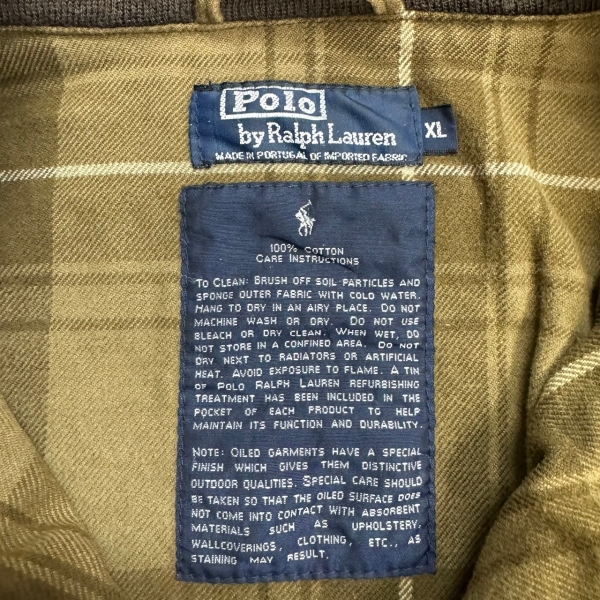 Polo
by Ralph Lauren
MADE IN PORTUGAL OF IMPORTED FABRIC
XL
100% COTTON
CARE INSTRUCTIONS
TO CLEAN: BRUSH OFF SOIL PARTICLES AND
SPONGE OUTER FABRIC WITH COLD WATER.
HANG TO DRY IN AN AIRY PLACE. DO NOT
MACHINE WASH OR DRY. DO NOT USE
BLEACH OR DRY CLEAN. WHEN WET, DO
NOT STORE IN A CONFINED AREA. DO NOT
DRY NEXT TO RADIATORS OR ARTIFICIAL
HEAT. AVOID EXPOSURE TO FLAME. A TIN
OF POLO RALPH LAUREN REFURBISHING
TREATMENT HAS BEEN INCLUDED IN THE
POCKET OF EACH PRODUCT TO HELP
MAINTAIN ITS FUNCTION AND DURABILITY.
NOTE: OILED GARMENTS HAVE A SPECIAL
FINISH WHICH GIVES THEM DISTINCTIVE
OUTDOOR QUALITIES. SPECIAL CARE SHOULD
BE TAKEN SO THAT THE OILED SURFACE DOES
NOT COME INTO CONTACT WITH ABSORBENT
MATERIALS SUCH AS UPHOLSTERY,
WALLCOVERINGS, CLOTHING, ETC., AS
STAINING MAY RESULT.